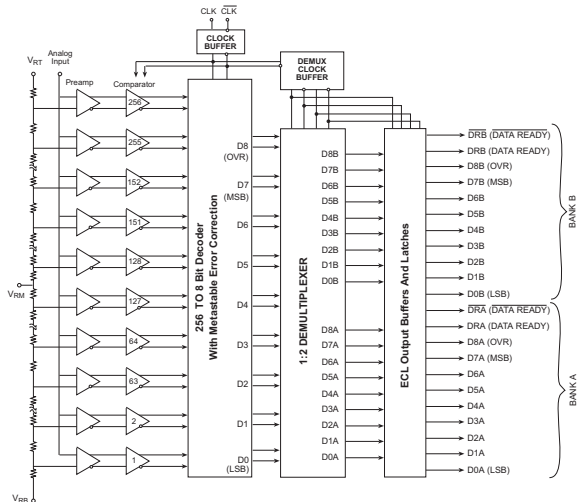 CLK CLK
CLOCK
BUFFER
DEMUX
CLOCK
BUFFER
VRT
Analog
Input
Preamp
Comparator
256
255
152
151
128
127
64
63
2
1
VRM
VRB
256 TO 8 Bit Decoder
With Metastable Error Correction
D8
(OVR)
D7
(MSB)
D6
D5
D4
D3
D2
D1
D0
(LSB)
1:2 DEMULTIPLEXER
D8B
D7B
D6B
D5B
D4B
D3B
D2B
D1B
D0B
D8A
D7A
D6A
D5A
D4A
D3A
D2A
D1A
D0A
ECL Output Buffers And Latches
DRB (DATA READY)
DRB (DATA READY)
D8B (OVR)
D7B (MSB)
D6B
D5B
D4B
D3B
D2B
D1B
D0B (LSB)
DRA (DATA READY)
DRA (DATA READY)
D8A (OVR)
D7A (MSB)
D6A
D5A
D4A
D3A
D2A
D1A
D0A (LSB)
BANK B
BANK A